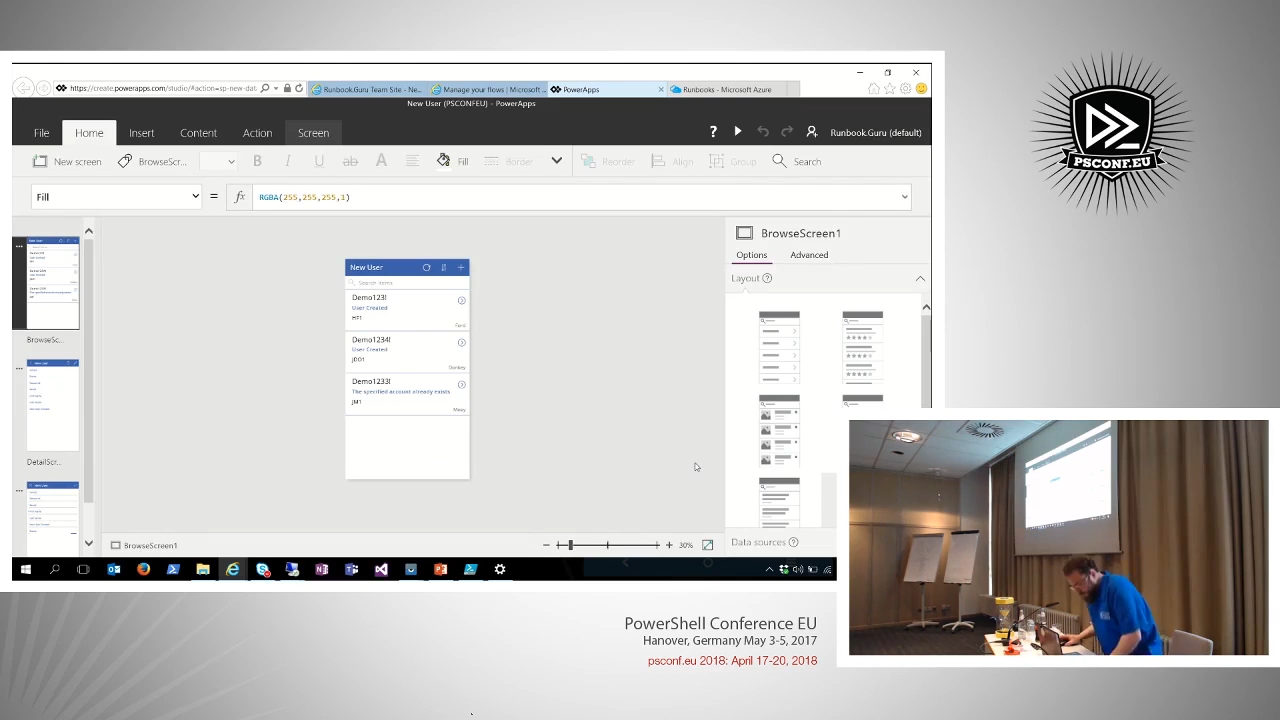 https://create.powerapps.com/studio/#action=sp-new-dat
Runbook.Guru Team Site - Ne...
Manage your flows | Microsoft ...
PowerApps
Runbooks - Microsoft Azure
New User (PSCONFEU) - PowerApps
File
Home
Insert
Content
Action
Screen
Runbook.Guru (default)
New screen
BrowseScr...
B
I
U
ab
A
Fill
Border
Reorder
Align
Group
Search
Fill
=
fx
RGBA(255,255,255,1)
BrowseScreen1
Options
Advanced
Layout
New User
Search items
Demo123!
User Created
HF1
Ford
Demo1234!
User Created
JDO1
Donkey
Demo1233!
The specified account already exists
JM1
BrowseSc...
DetailScr...
BrowseScreen1
30%
Data sources
PSCONF.EU
PowerShell Conference EU
Hanover, Germany May 3-5, 2017
psconf.eu 2018: April 17-20, 2018